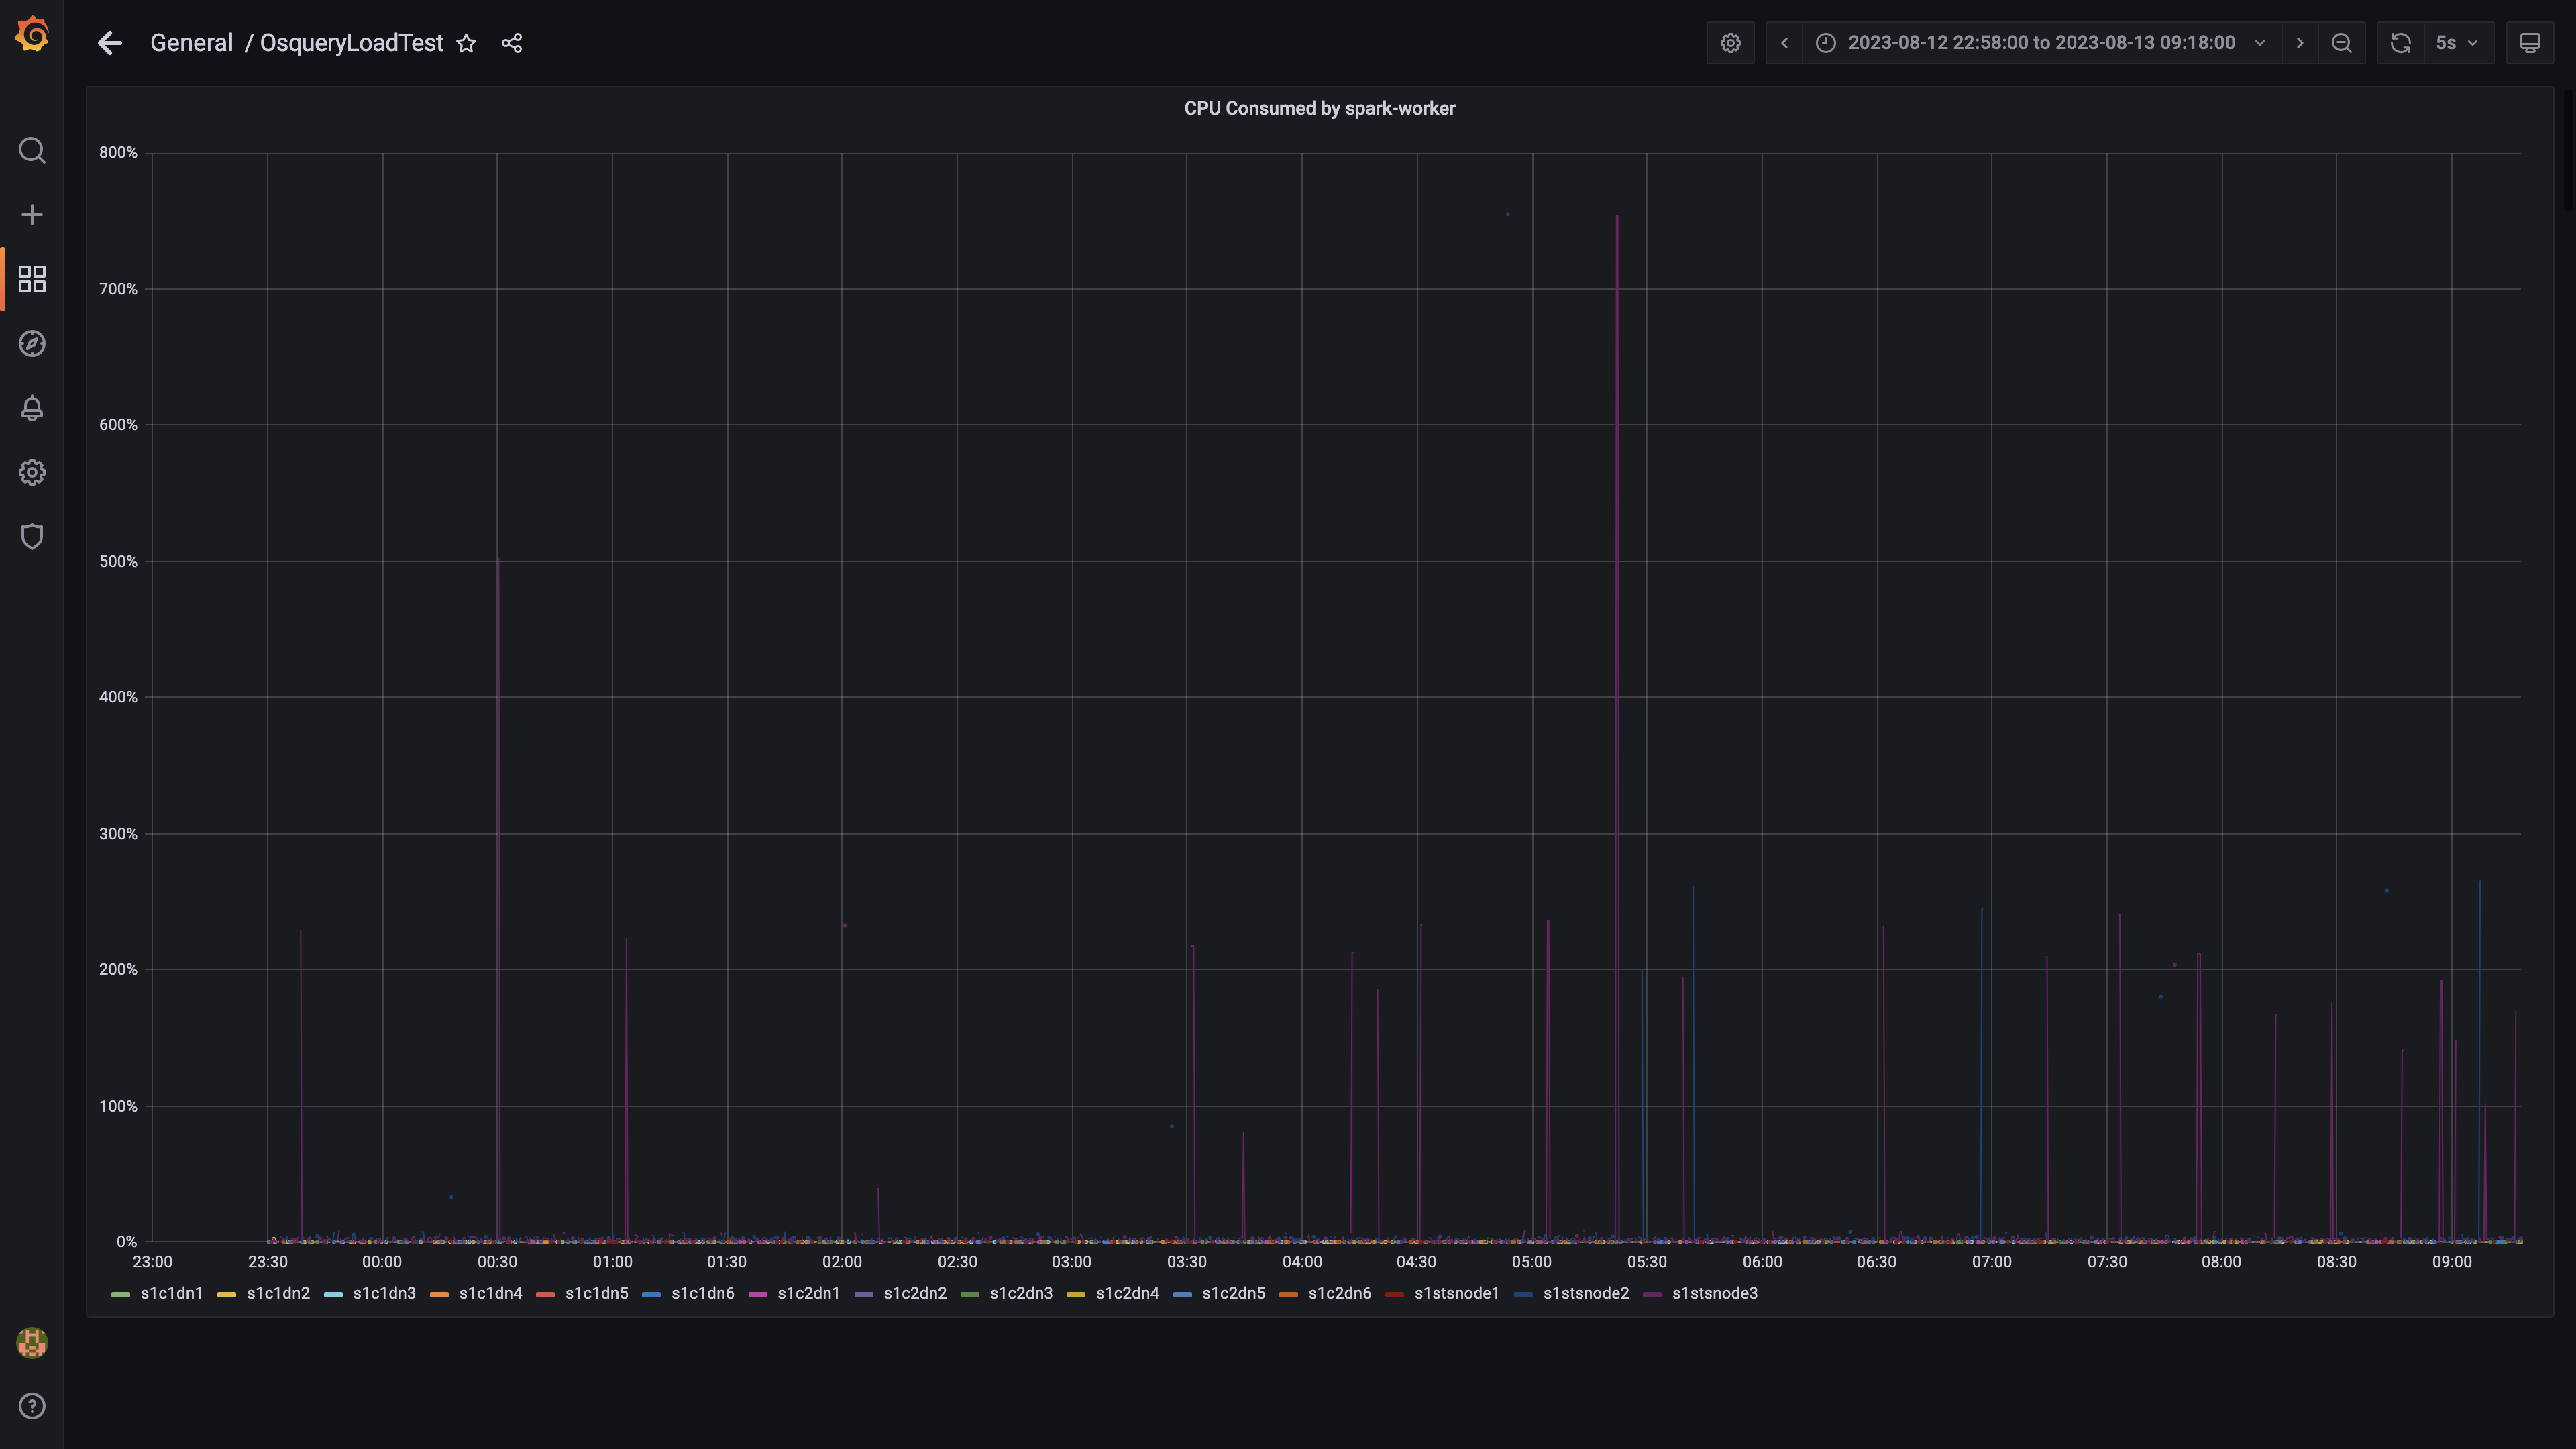 General / OsqueryLoadTest
2023-08-12 22:58:00 to 2023-08-13 09:18:00
5s
CPU Consumed by spark-worker
800%
700%
600%
500%
400%
300%
200%
100%
0%
23:00 23:30 00:00 00:30 01:00 01:30 02:00 02:30 03:00 03:30 04:00 04:30 05:00 05:30 06:00 06:30 07:00 07:30 08:00 08:30 09:00
s1c1dn1 s1c1dn2 s1c1dn3 s1c1dn4 s1c1dn5 s1c1dn6 s1c2dn1 s1c2dn2 s1c2dn3 s1c2dn4 s1c2dn5 s1c2dn6 s1stsnode1 s1stsnode2 s1stsnode3